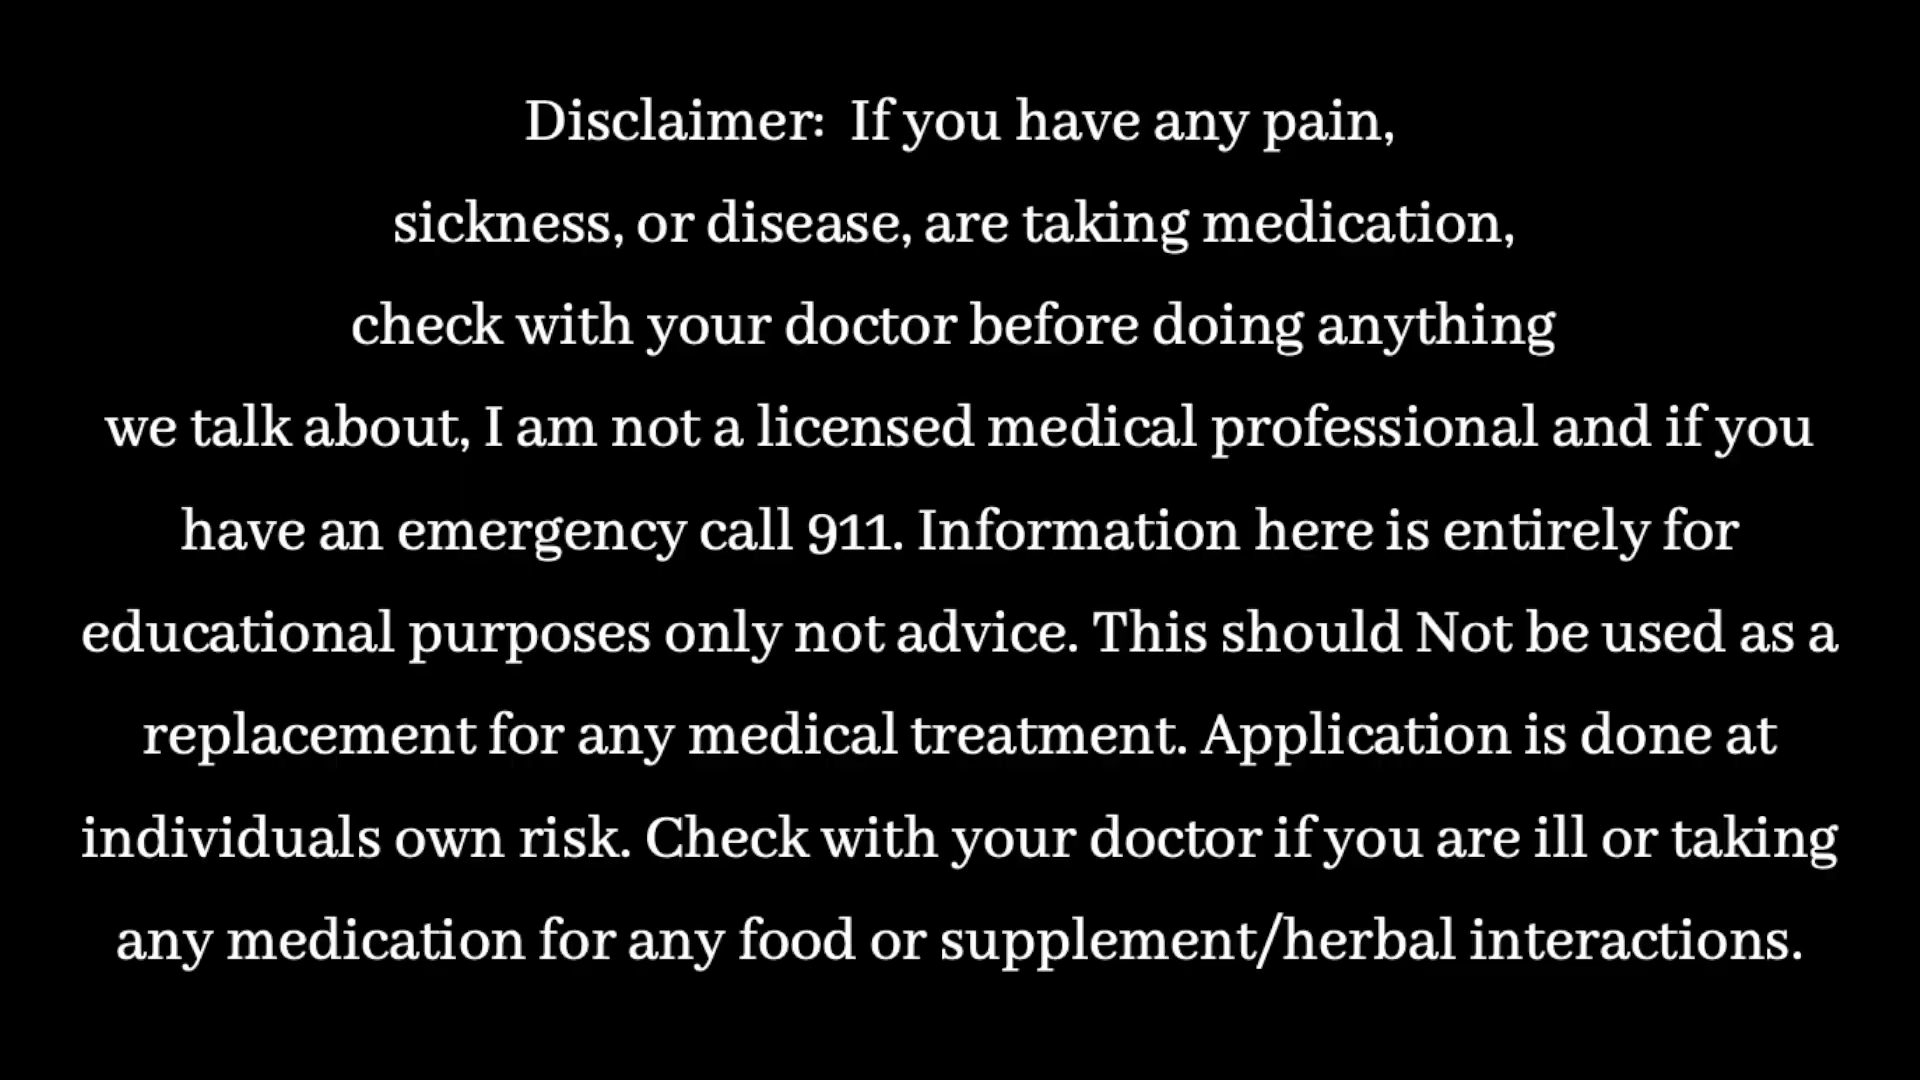 Disclaimer:  If you have any pain,
sickness, or disease, are taking medication,
check with your doctor before doing anything
we talk about, I am not a licensed medical professional and if you
have an emergency call 911. Information here is entirely for
educational purposes only not advice. This should Not be used as a
replacement for any medical treatment. Application is done at
individuals own risk. Check with your doctor if you are ill or taking
any medication for any food or supplement/herbal interactions.